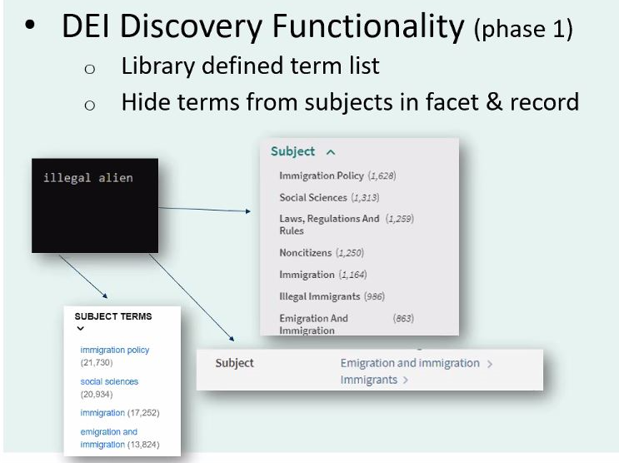 • DEI Discovery Functionality (phase 1)
o Library defined term list
o Hide terms from subjects in facet & record
illegal alien
Subject
Immigration Policy (1,628)
Social Sciences (1,313)
Laws, Regulations And (1,259)
Rules
Noncitizens (1,250)
Immigration (1,164)
Illegal Immigrants (986)
Emigration And (863)
Immigration
SUBJECT TERMS
immigration policy
(21,730)
social sciences
(20,934)
immigration (17,252)
emigration and
immigration (13,824)
Subject Emigration and immigration >
Immigrants >